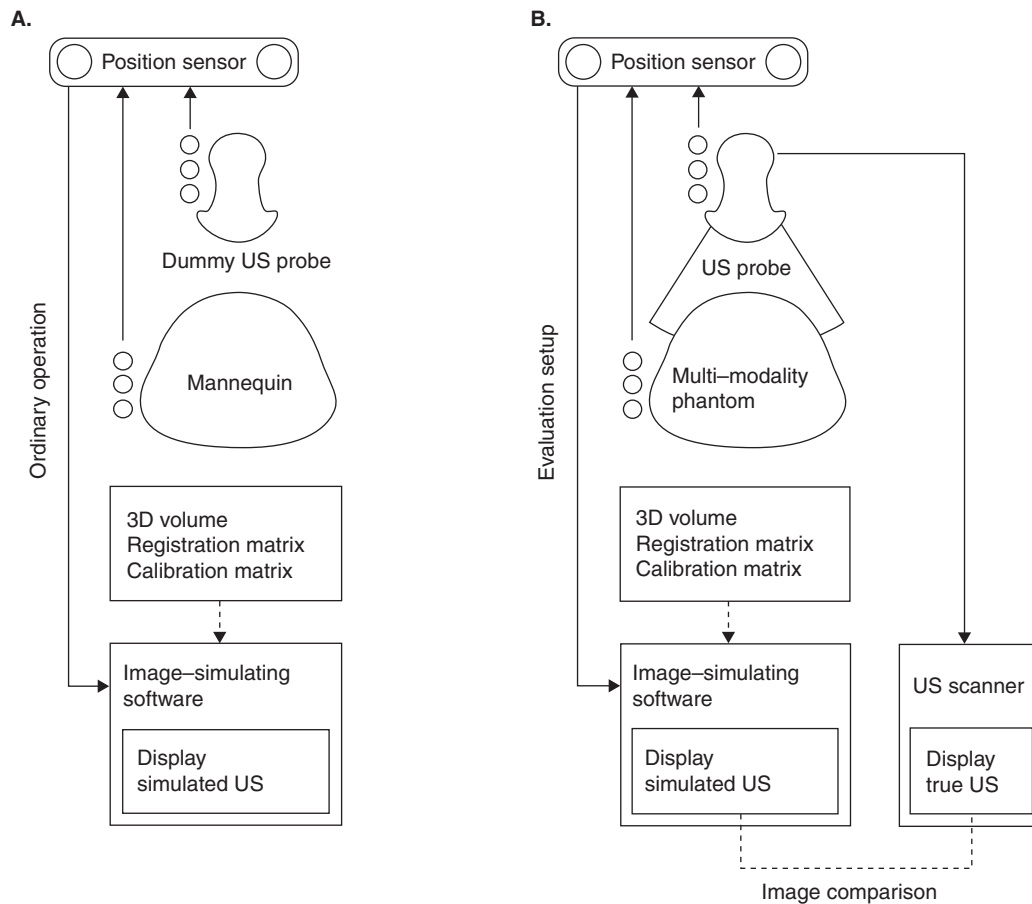 A.
Position sensor
Dummy US probe
Mannequin
Ordinary operation
3D volume
Registration matrix
Calibration matrix
Image–simulating
software
Display
simulated US
B.
Position sensor
US probe
Multi–modality
phantom
Evaluation setup
3D volume
Registration matrix
Calibration matrix
Image–simulating
software
Display
simulated US
US scanner
Display
true US
Image comparison